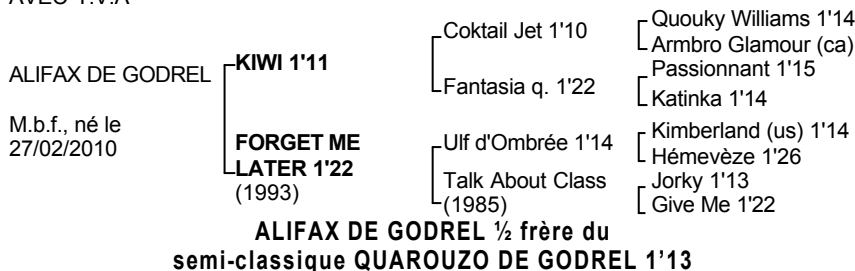 AVEC T.V.A
Quouky Williams 1'14
Coktail Jet 1'10
Armbro Glamour (ca)
KIWI 1'11
Passionnant 1'15
ALIFAX DE GODREL
Fantasia q. 1'22
Katinka 1'14
M.b.f., né le
27/02/2010
Kimberland (us) 1'14
FORGET ME
Ulf d'Ombrée 1'14
LATER 1'22
Hémevèze 1'26
(1993)
Talk About Class
Jorky 1'13
(1985)
Give Me 1'22
ALIFAX DE GODREL ½ frère du
semi-classique QUAROUZO DE GODREL 1'13